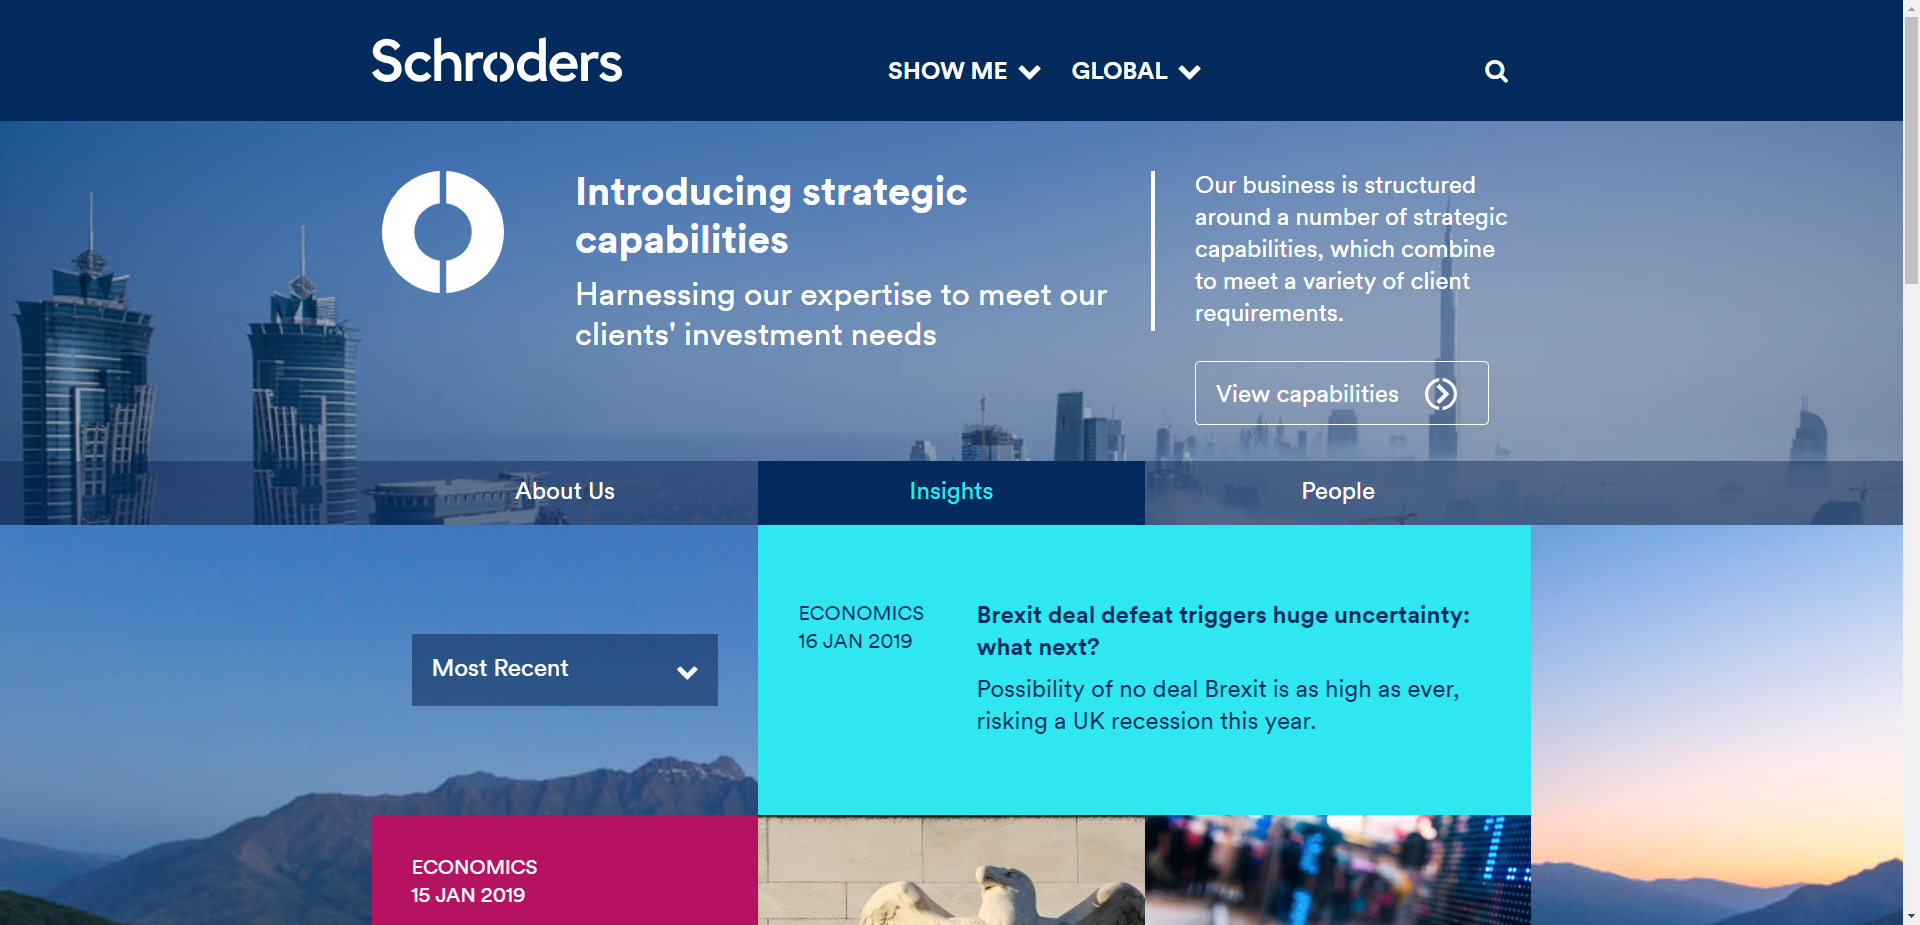 Schroders
SHOW ME
GLOBAL
Introducing strategic
capabilities
Harnessing our expertise to meet our
clients' investment needs
Our business is structured
around a number of strategic
capabilities, which combine
to meet a variety of client
requirements.
View capabilities
About Us
Insights
People
Most Recent
ECONOMICS
16 JAN 2019
Brexit deal defeat triggers huge uncertainty:
what next?
Possibility of no deal Brexit is as high as ever,
risking a UK recession this year.
ECONOMICS
15 JAN 2019